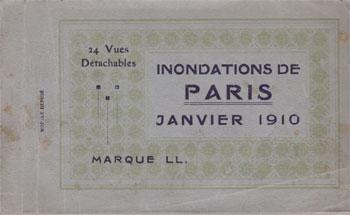 24 Vues
Détachables
INONDATIONS DE
PARIS
JANVIER 1910
MARQUE LL.